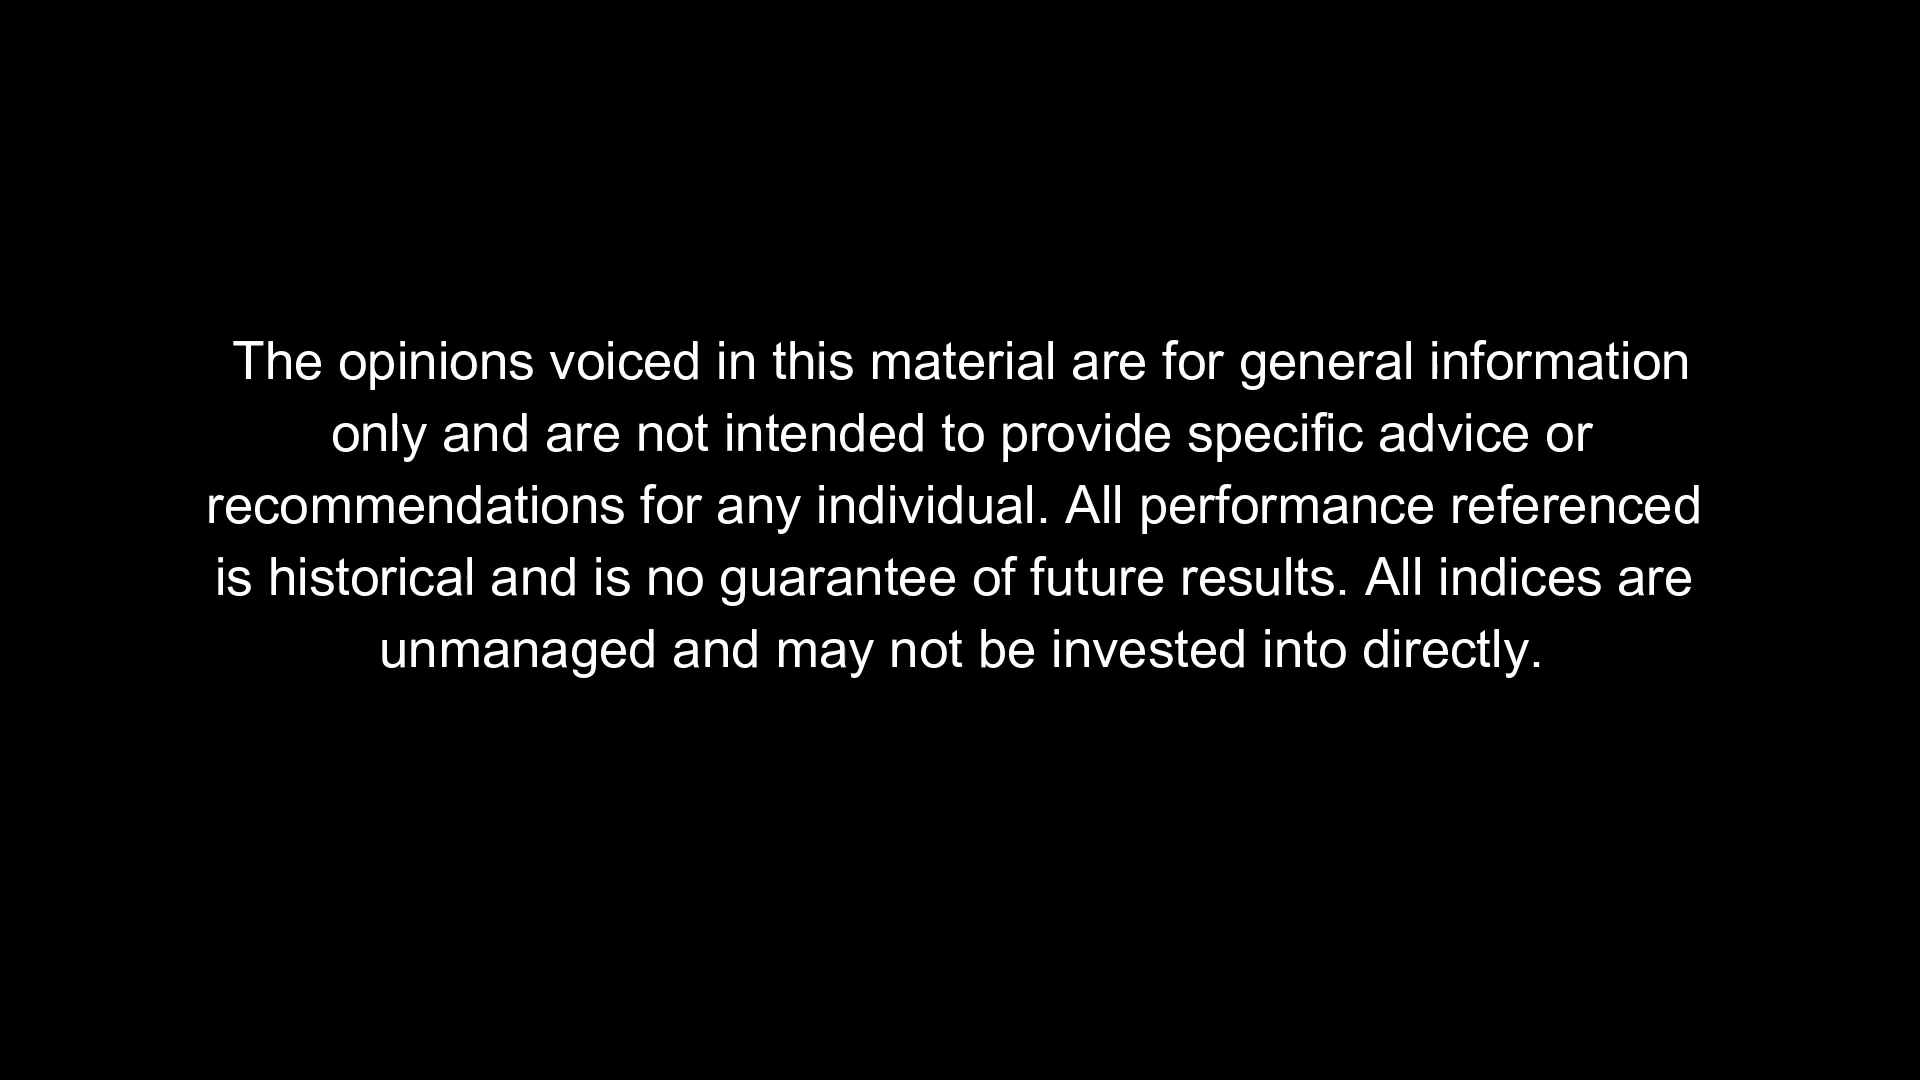 The opinions voiced in this material are for general information
only and are not intended to provide specific advice or
recommendations for any individual. All performance referenced
is historical and is no guarantee of future results. All indices are
unmanaged and may not be invested into directly.